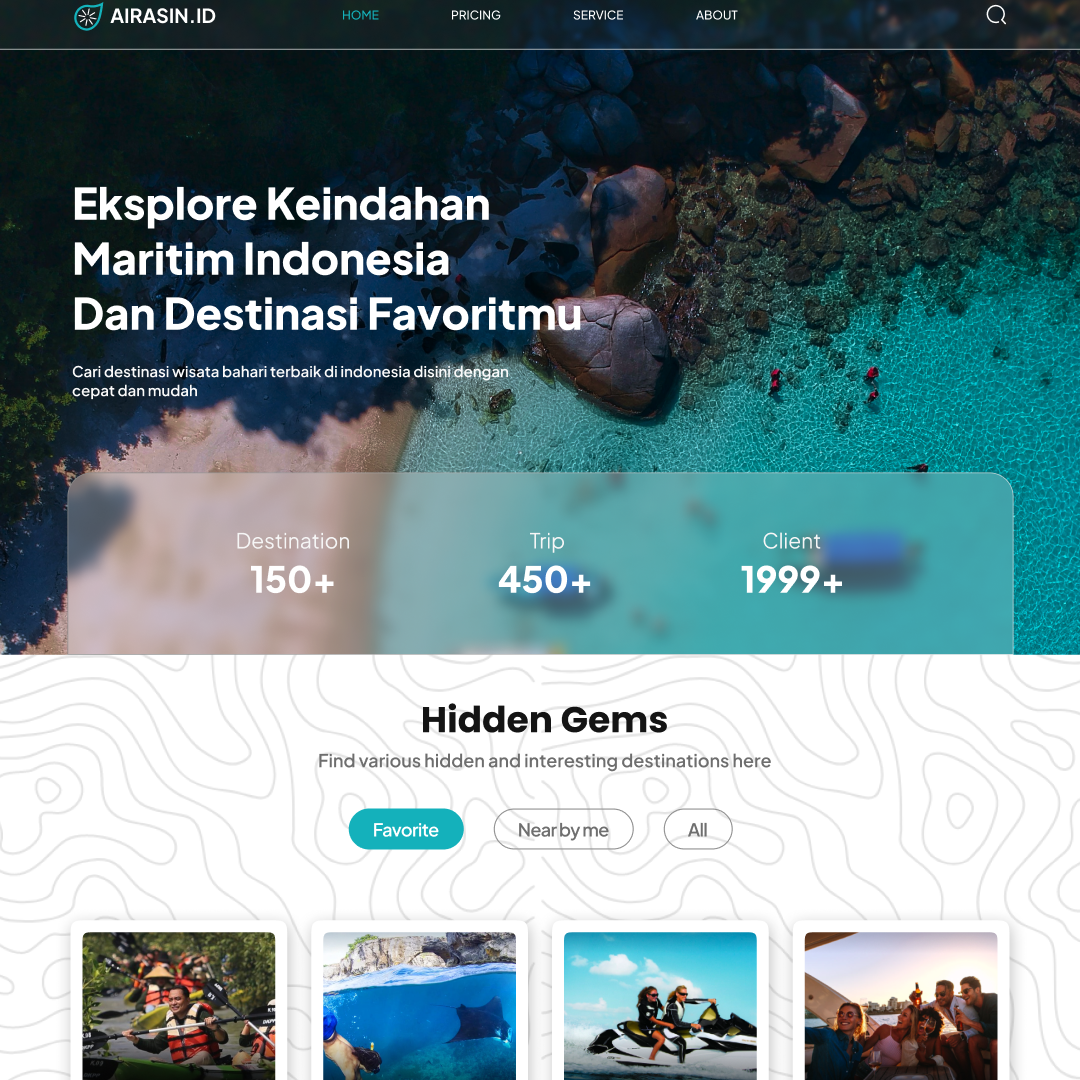 AIRASIN.ID
HOME
PRICING
SERVICE
ABOUT
Eksplore Keindahan
Maritim Indonesia
Dan Destinasi Favoritmu
Cari destinasi wisata bahari terbaik di indonesia disini dengan
cepat dan mudah
Destination
Trip
Client
150+
450+
1999+
Hidden Gems
Find various hidden and interesting destinations here
Favorite
Near by me
All